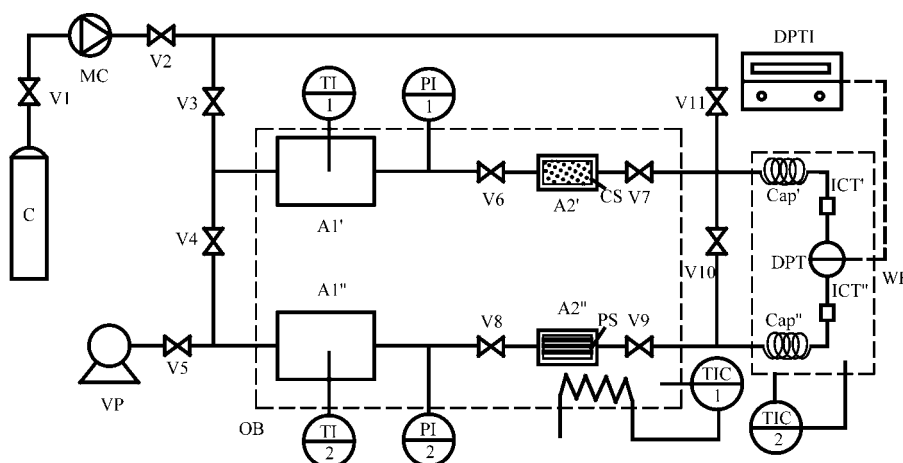 DPTI
MC
V2
V1
V3
TI
1
PI
1
V11
C
A1'
V6
A2'
CS
V7
Cap'
ICT'
V4
V10
DPT
A1"
V8
A2"
PS
V9
ICT"
Cap"
VP
V5
OB
TI
2
PI
2
TIC
1
TIC
2